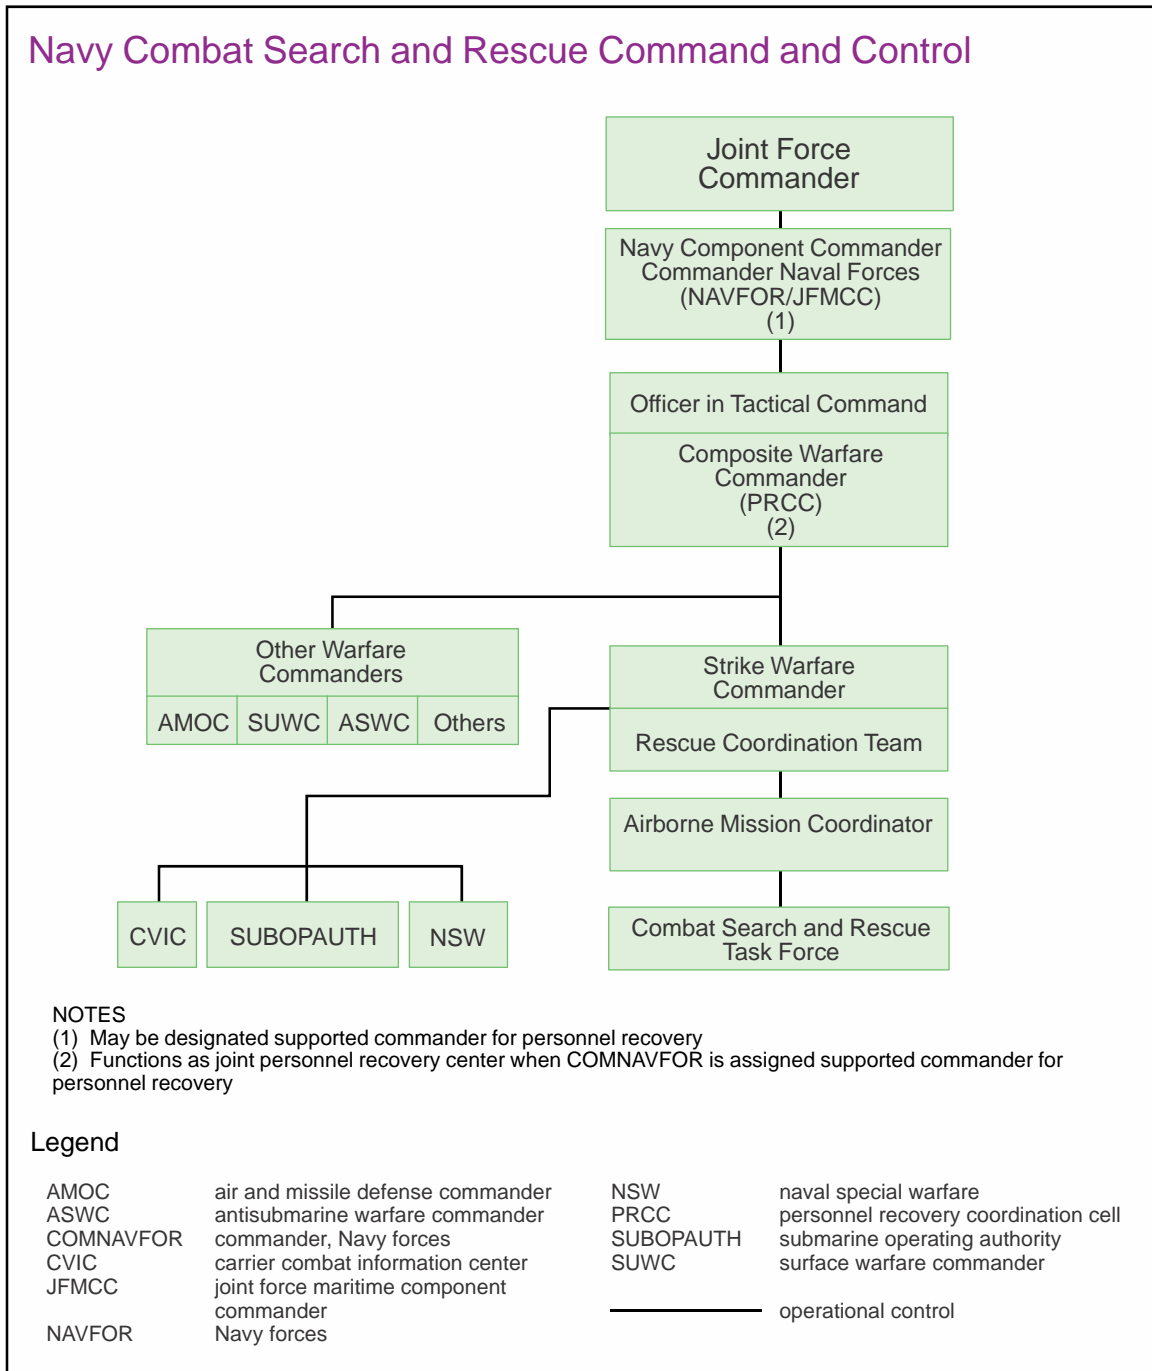 Navy Combat Search and Rescue Command and Control
Joint Force
Commander
Navy Component Commander
Commander Naval Forces
(NAVFOR/JFMCC)
(1)
Officer in Tactical Command
Composite Warfare
Commander
(PRCC)
(2)
Other Warfare
Commanders
AMOC
SUWC
ASWC
Others
Strike Warfare
Commander
Rescue Coordination Team
Airborne Mission Coordinator
CVIC
SUBOPAUTH
NSW
Combat Search and Rescue
Task Force
NOTES
(1) May be designated supported commander for personnel recovery
(2) Functions as joint personnel recovery center when COMNAVFOR is assigned supported commander for
personnel recovery
Legend
AMOC air and missile defense commander
ASWC antisubmarine warfare commander
COMNAVFOR commander, Navy forces
CVIC carrier combat information center
JFMCC joint force maritime component
commander
NAVFOR Navy forces
NSW naval special warfare
PRCC personnel recovery coordination cell
SUBOPAUTH submarine operating authority
SUWC surface warfare commander
operational control